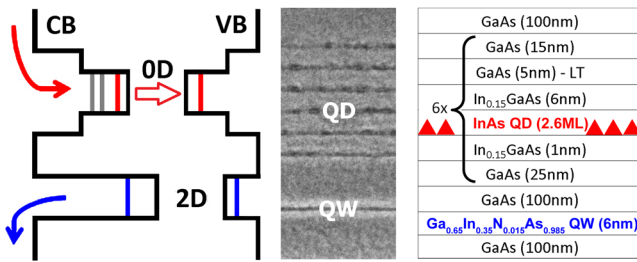 CB
VB
0D
2D
QD
QW
GaAs (100nm)
GaAs (15nm)
GaAs (5nm) - LT
In0.15GaAs (6nm)
6x
InAs QD (2.6ML)
In0.15GaAs (1nm)
GaAs (25nm)
GaAs (100nm)
Ga0.65In0.35N0.015As0.985 QW (6nm)
GaAs (100nm)